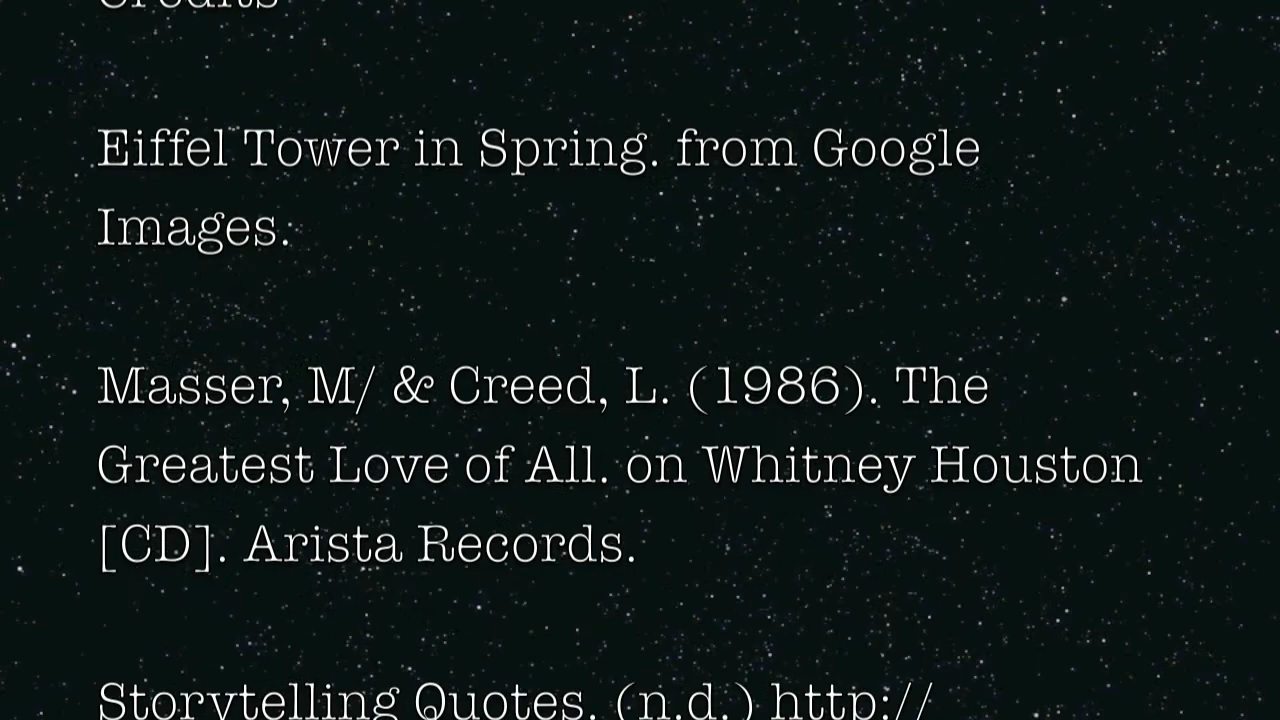 Credits
Eiffel Tower in Spring. from Google
Images.
Masser, M/ & Creed, L. (1986). The
Greatest Love of All. on Whitney Houston
[CD]. Arista Records.
Storytelling Quotes. (n.d.) http://